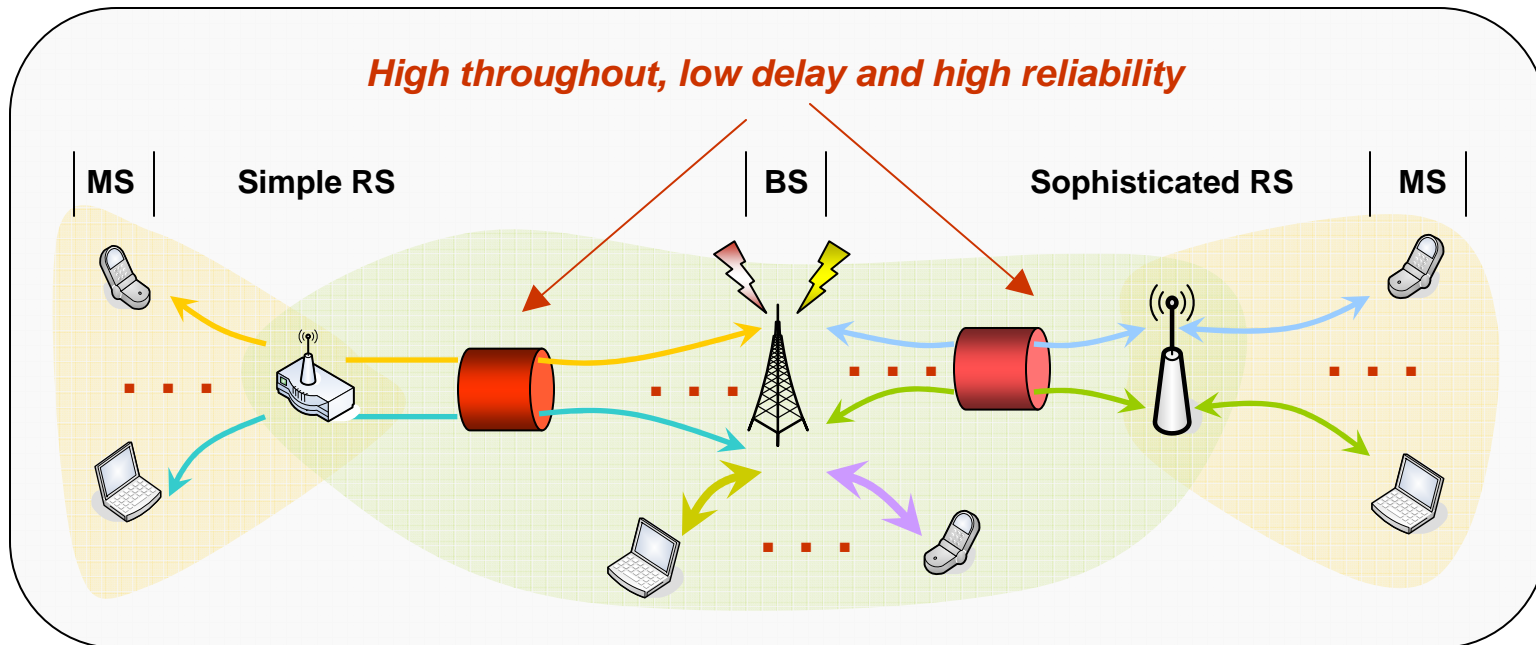 High throughout, low delay and high reliability
MS Simple RS BS Sophisticated RS MS